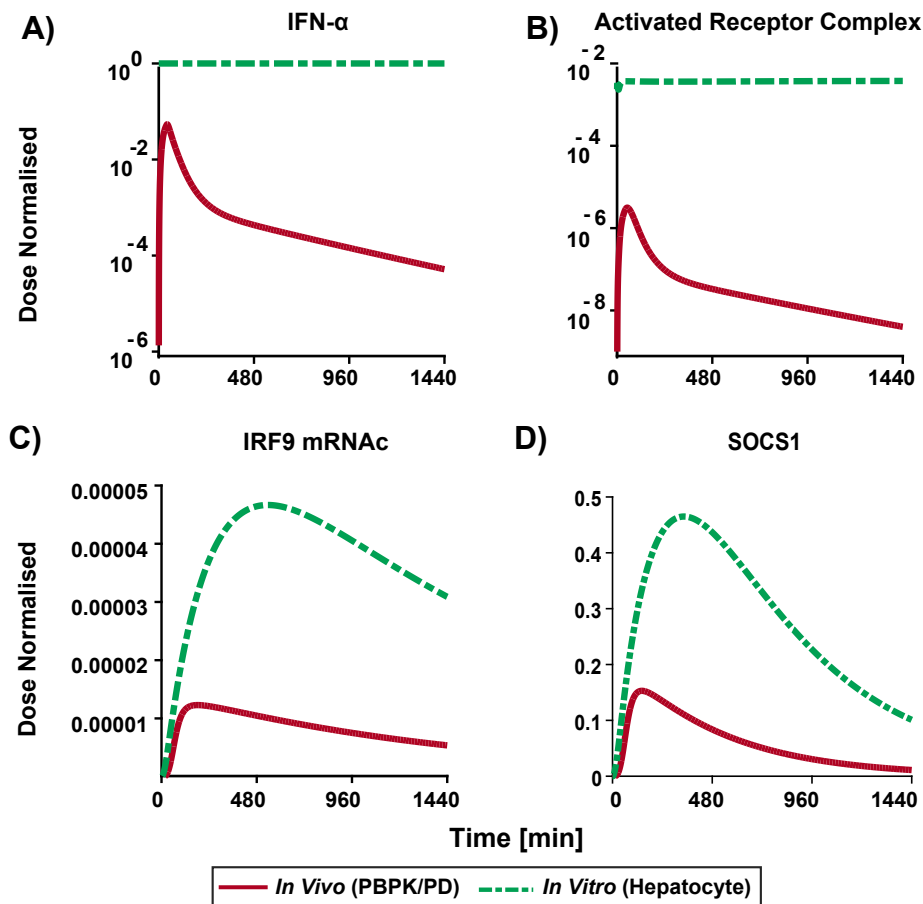 A)
IFN-α
10^0
10^-2
10^-4
10^-6
0 480 960 1440
B)
Activated Receptor Complex
10^-2
10^-4
10^-6
10^-8
0 480 960 1440
Dose Normalised
C)
IRF9 mRNAc
0.00005
0.00004
0.00003
0.00002
0.00001
0
0 480 960 1440
D)
SOCS1
0.5
0.4
0.3
0.2
0.1
0
0 480 960 1440
Dose Normalised
Time [min]
In Vivo (PBPK/PD) In Vitro (Hepatocyte)